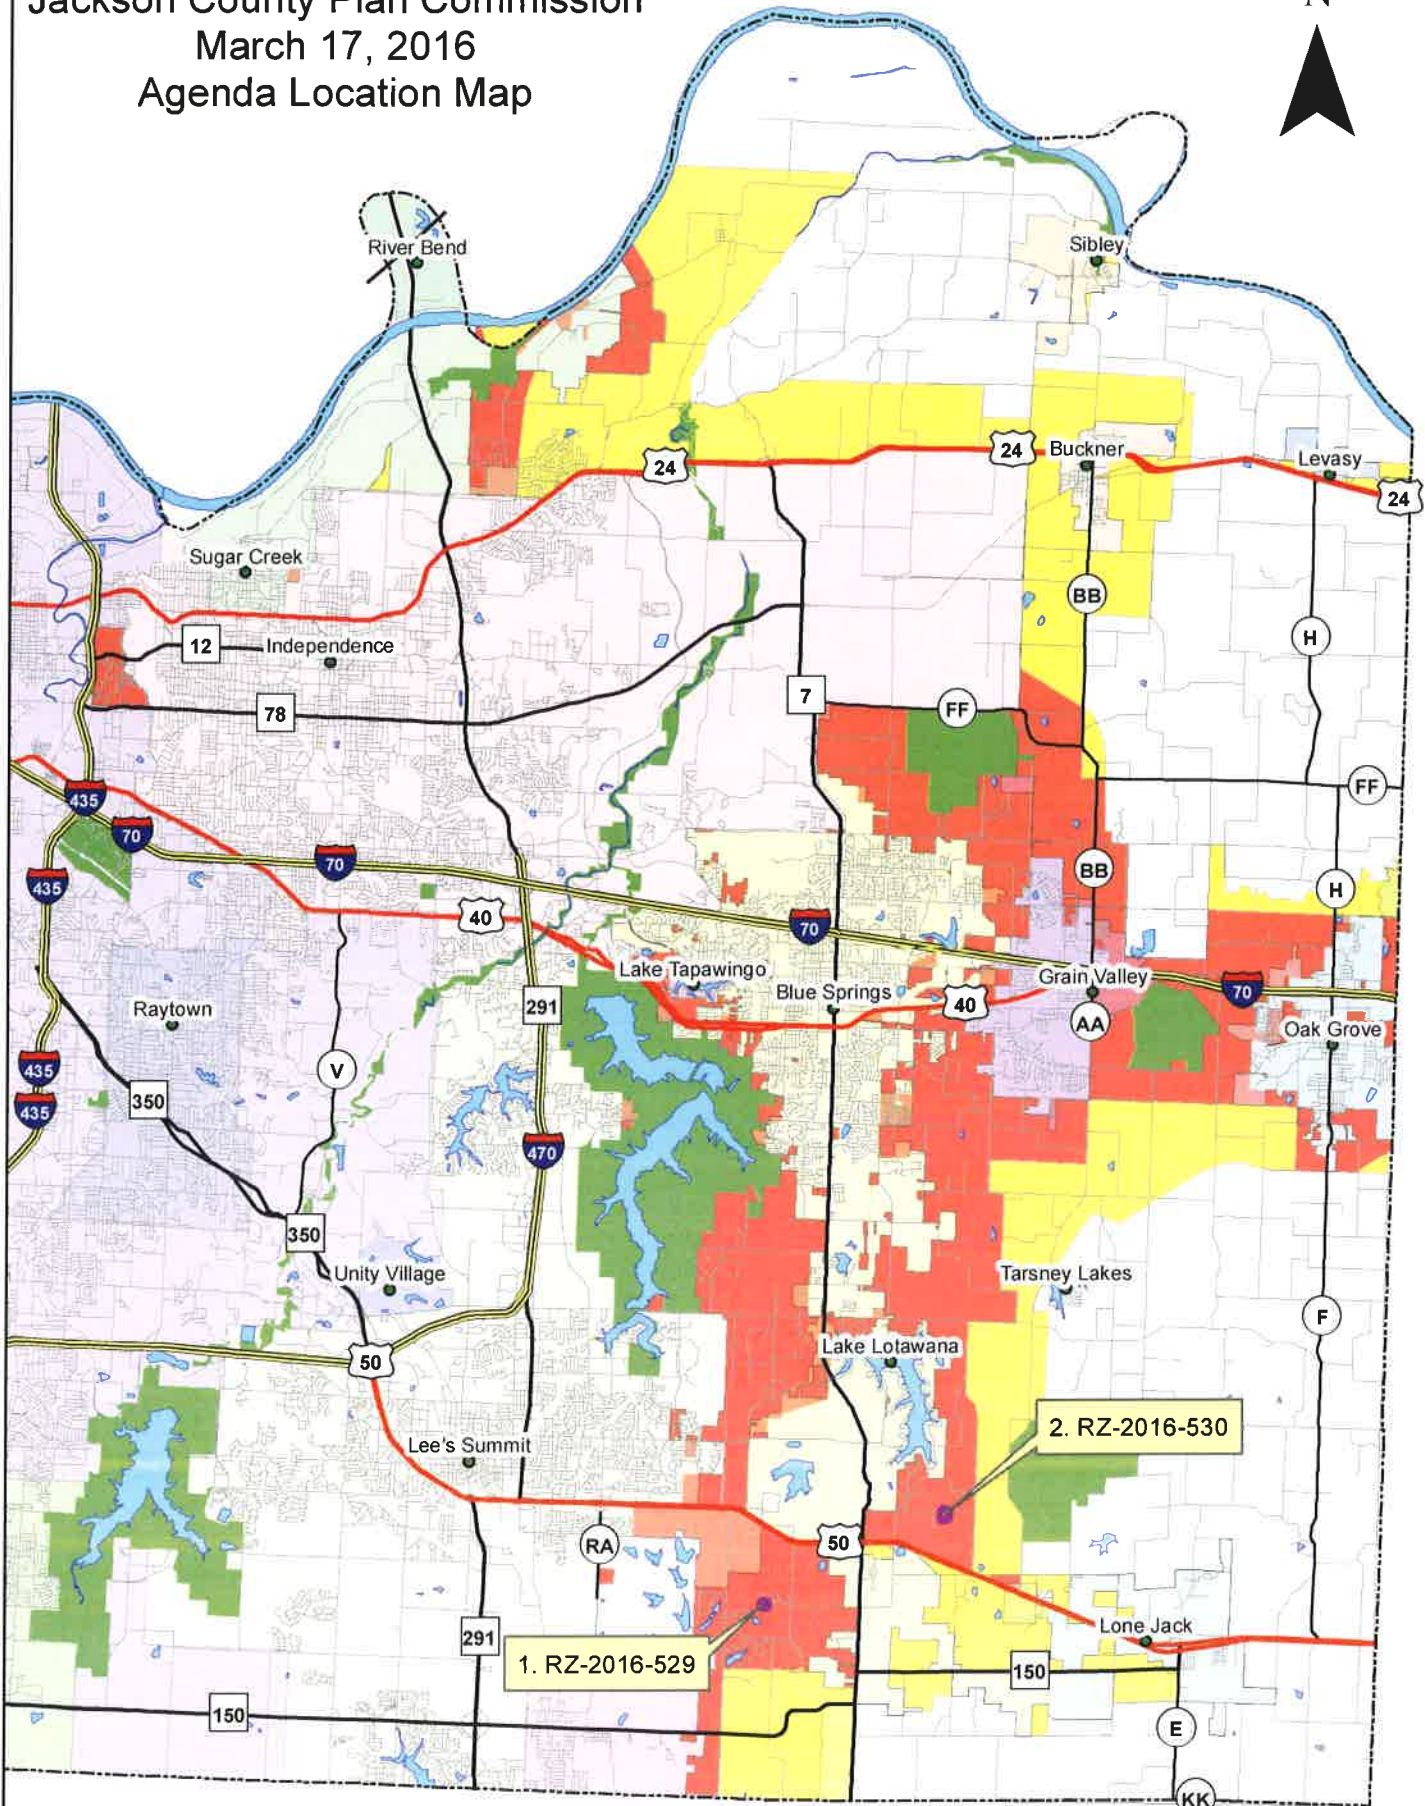 Jackson County Plan Commission
March 17, 2016
Agenda Location Map
N
River Bend
Sibley
24
24
Buckner
Levasy
24
Sugar Creek
BB
12
Independence
H
7
78
FF
FF
435
70
70
BB
H
435
40
70
Lake Tapawingo
Grain Valley
Blue Springs
70
291
40
Raytown
AA
Oak Grove
435
V
350
435
470
350
Unity Village
Tarsney Lakes
F
50
Lake Lotawana
2. RZ-2016-530
Lee's Summit
50
RA
Lone Jack
291
1. RZ-2016-529
150
150
E
KK